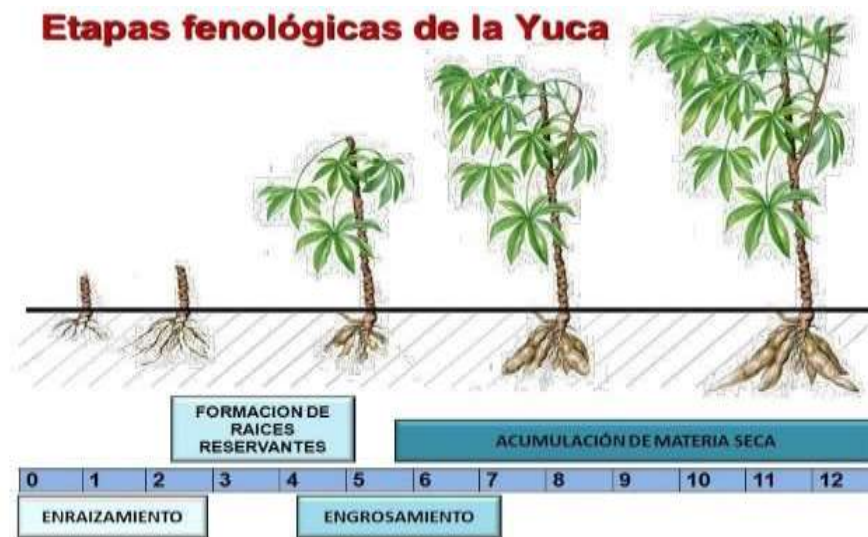 Etapas fenológicas de la Yuca
FORMACION DE
RAICES
RESERVANTES
ACUMULACIÓN DE MATERIA SECA
0 1 2 3 4 5 6 7 8 9 10 11 12
ENRAIZAMIENTO
ENGROSAMIENTO